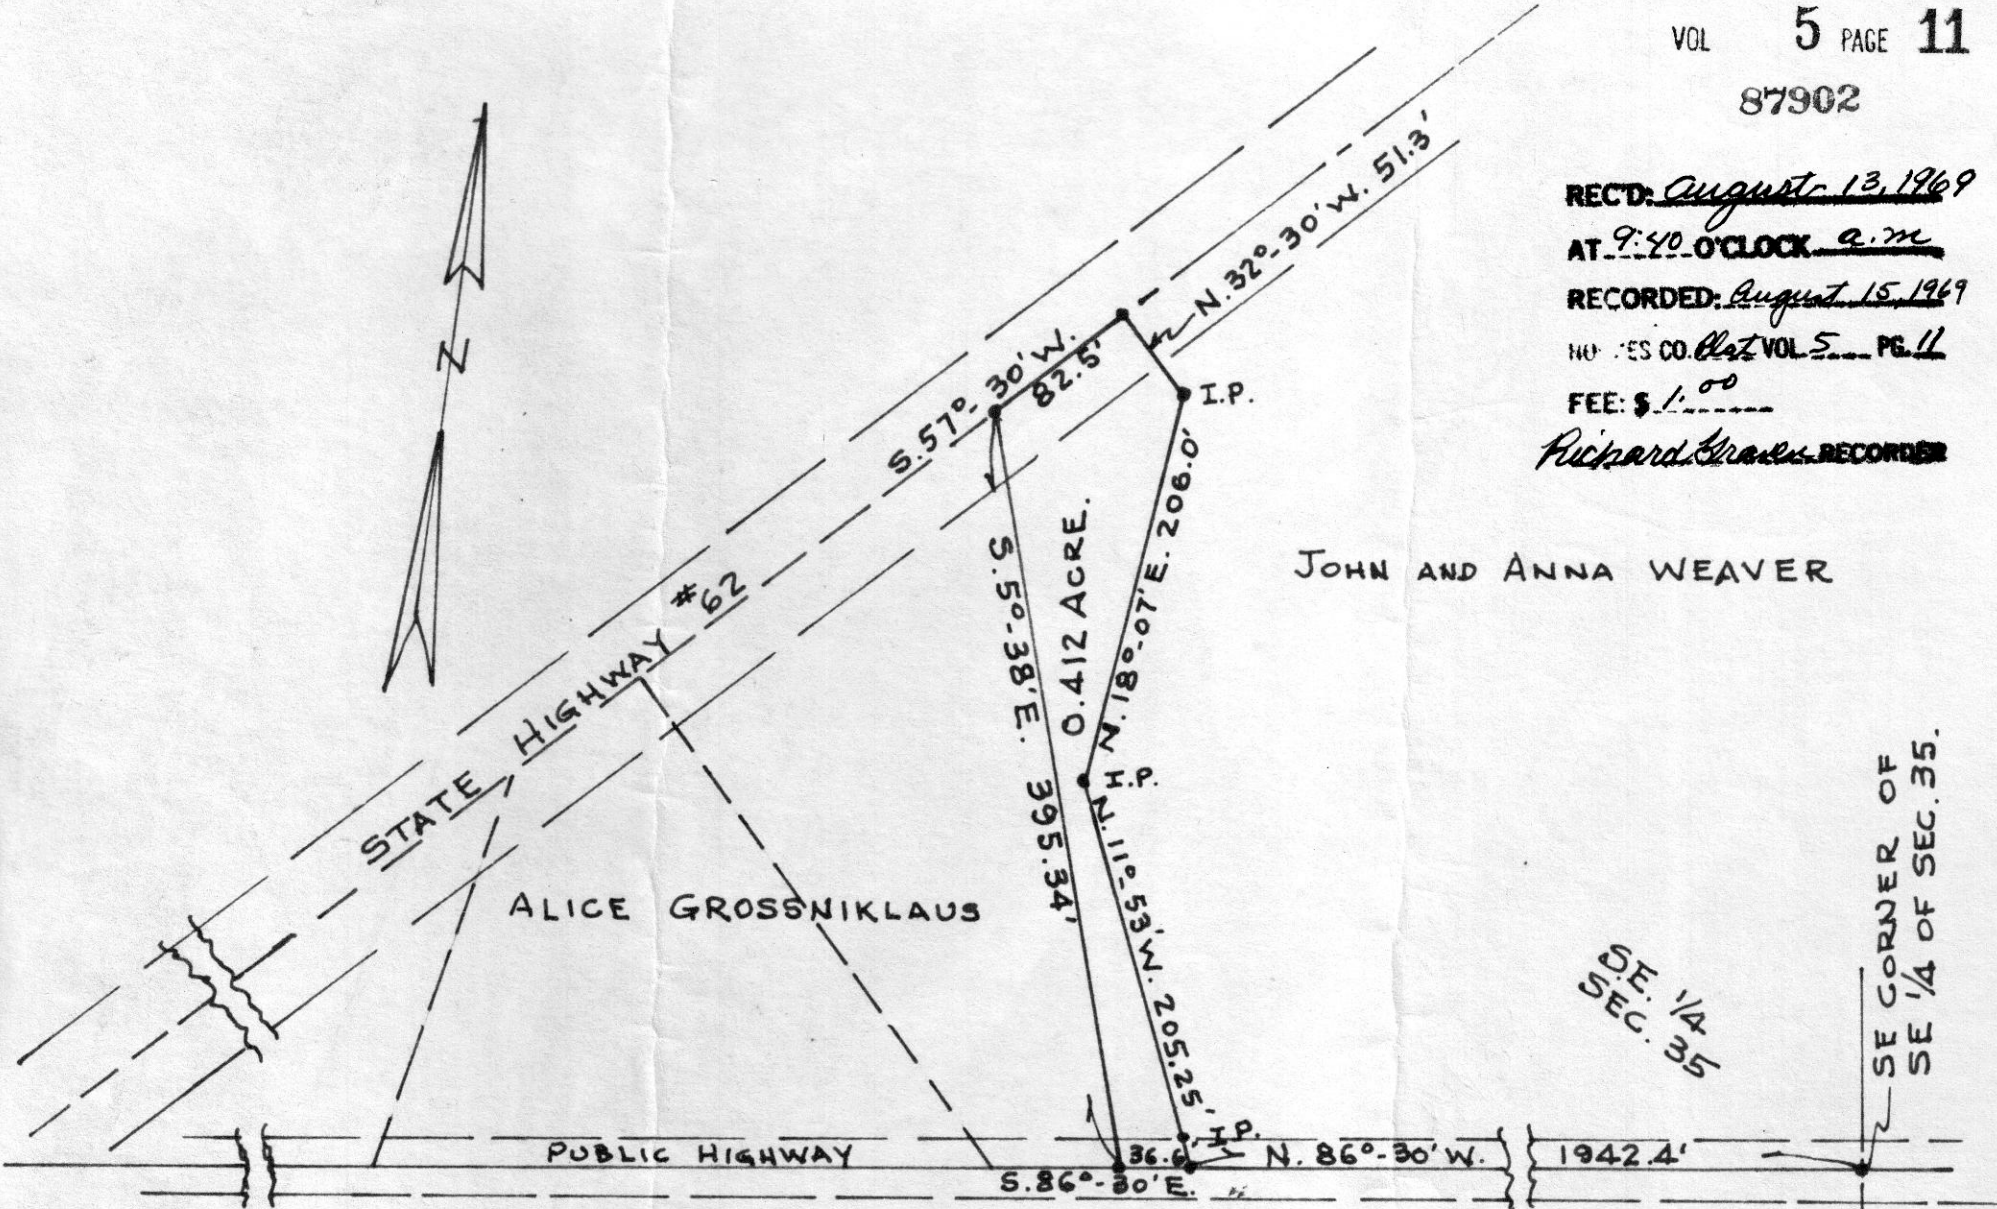 VOL 5 PAGE 11
87902
REC'D: August 13, 1969
AT 9:40 O'CLOCK a.m
RECORDED: August 15, 1969
CO. Plat VOL 5 PG. 11
FEE: $ 1.00
Richard RECORDER
N
N. 32°-30' W. 51.3'
S. 57°-30' W.
82.5'
I.P.
STATE HIGHWAY #62
S. 5°-38' E. 395.34'
0.412 ACRE.
N. 18°-07' E. 206.0'
JOHN AND ANNA WEAVER
I.P.
N. 11°-53' W. 205.25'
ALICE GROSSNIKLAUS
S.E. 1/4
SEC. 35
SE CORNER OF
SE 1/4 OF SEC. 35.
I.P.
PUBLIC HIGHWAY
36.6'
N. 86°-30' W. 1942.4'
S. 86°-30' E.